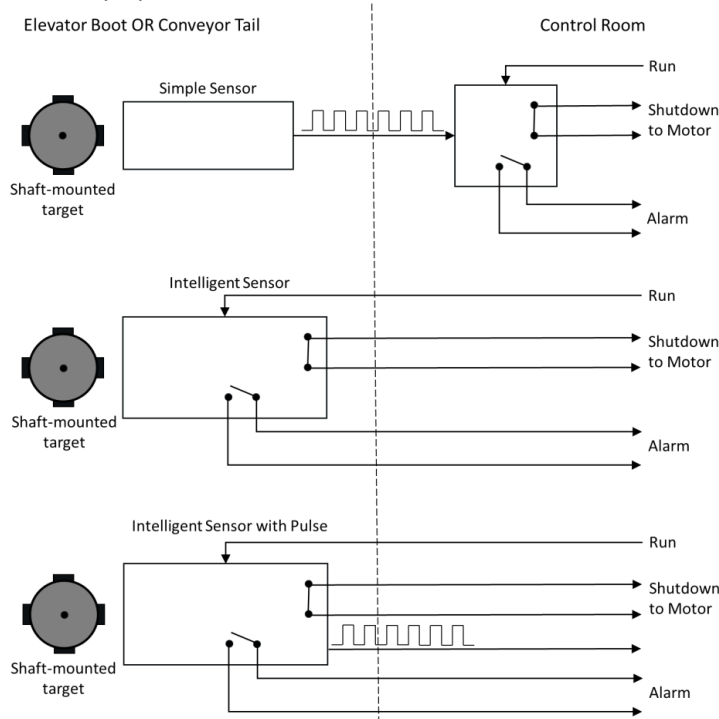 Elevator Boot OR Conveyor Tail
Control Room
Simple Sensor
Run
Shutdown
to Motor
Shaft-mounted
target
Alarm
Intelligent Sensor
Run
Shutdown
to Motor
Shaft-mounted
target
Alarm
Intelligent Sensor with Pulse
Run
Shutdown
to Motor
Shaft-mounted
target
Alarm